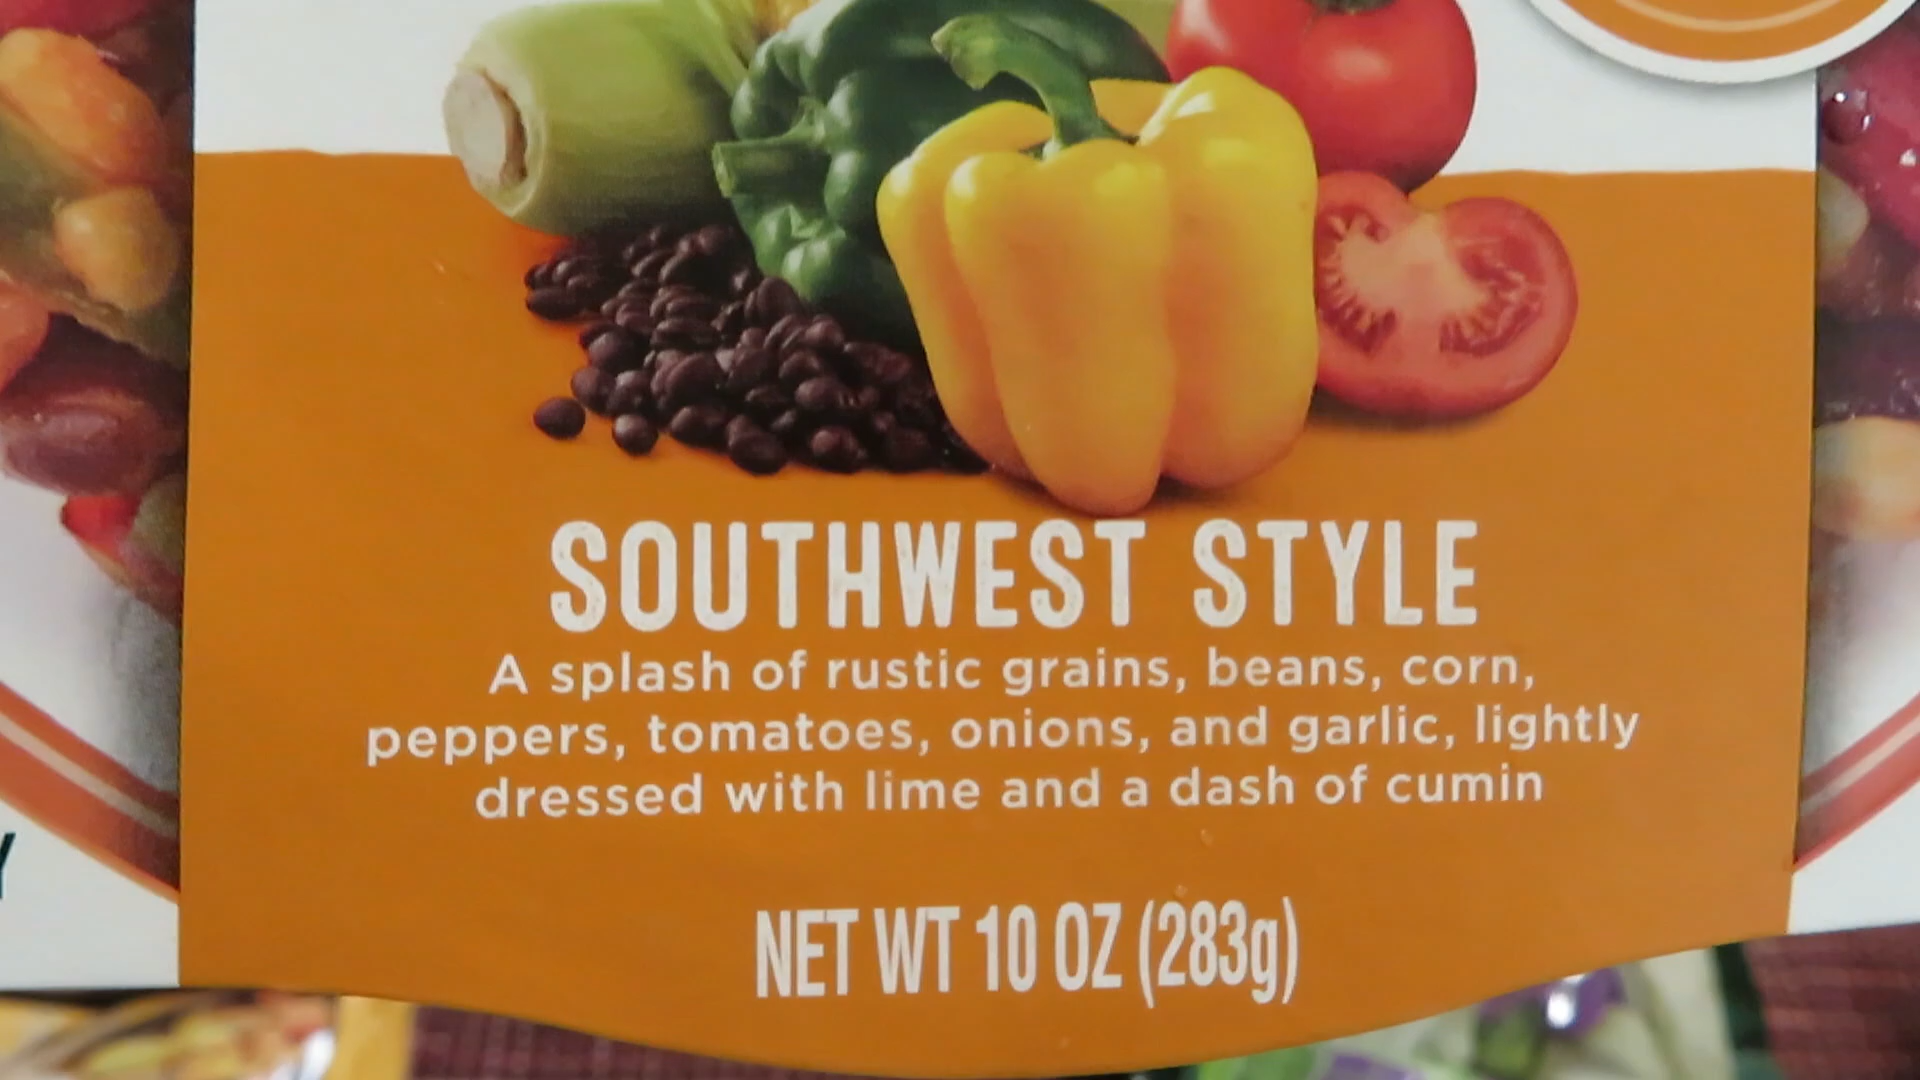 SOUTHWEST STYLE
A splash of rustic grains, beans, corn,
peppers, tomatoes, onions, and garlic, lightly
dressed with lime and a dash of cumin
NET WT 10 OZ (283g)